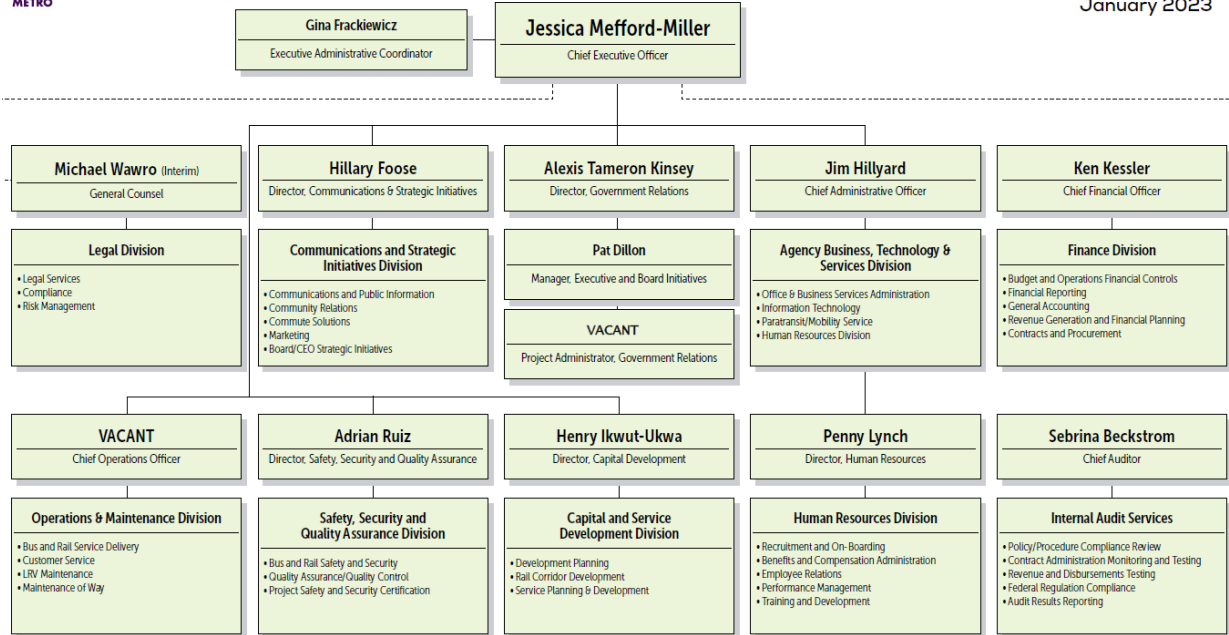 METRO
January 2023
Gina Frackiewicz
Executive Administrative Coordinator
Jessica Mefford-Miller
Chief Executive Officer
Michael Wawro (Interim)
General Counsel
Hillary Foose
Director, Communications & Strategic Initiatives
Alexis Tameron Kinsey
Director, Government Relations
Jim Hillyard
Chief Administrative Officer
Ken Kessler
Chief Financial Officer
Legal Division
• Legal Services
• Compliance
• Risk Management
Communications and Strategic
Initiatives Division
• Communications and Public Information
• Community Relations
• Commute Solutions
• Marketing
• Board/CEO Strategic Initiatives
Pat Dillon
Manager, Executive and Board Initiatives
VACANT
Project Administrator, Government Relations
Agency Business, Technology &
Services Division
• Office & Business Services Administration
• Information Technology
• Paratransit/Mobility Service
• Human Resources Division
Finance Division
• Budget and Operations Financial Controls
• Financial Reporting
• General Accounting
• Revenue Generation and Financial Planning
• Contracts and Procurement
VACANT
Chief Operations Officer
Adrian Ruiz
Director, Safety, Security and Quality Assurance
Henry Ikwut-Ukwa
Director, Capital Development
Penny Lynch
Director, Human Resources
Sebrina Beckstrom
Chief Auditor
Operations & Maintenance Division
• Bus and Rail Service Delivery
• Customer Service
• LRV Maintenance
• Maintenance of Way
Safety, Security and
Quality Assurance Division
• Bus and Rail Safety and Security
• Quality Assurance/Quality Control
• Project Safety and Security Certification
Capital and Service
Development Division
• Development Planning
• Rail Corridor Development
• Service Planning & Development
Human Resources Division
• Recruitment and On-Boarding
• Benefits and Compensation Administration
• Employee Relations
• Performance Management
• Training and Development
Internal Audit Services
• Policy/Procedure Compliance Review
• Contract Administration Monitoring and Testing
• Revenue and Disbursements Testing
• Federal Regulation Compliance
• Audit Results Reporting